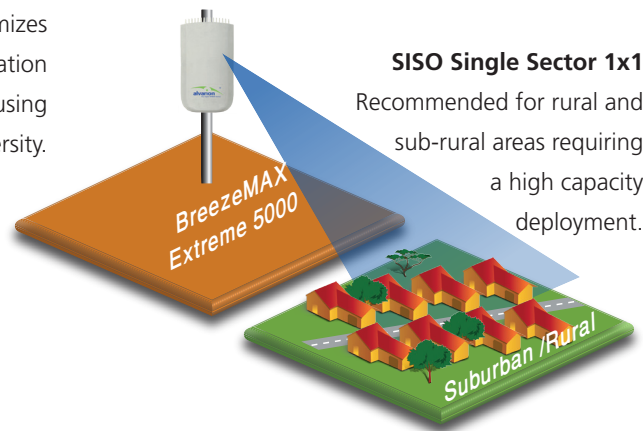 mizes
ation
using
ersity.
alvarion
SISO Single Sector 1x1
Recommended for rural and
sub-rural areas requiring
a high capacity
deployment.
BreezeMAX
Extreme 5000
Suburban /Rural